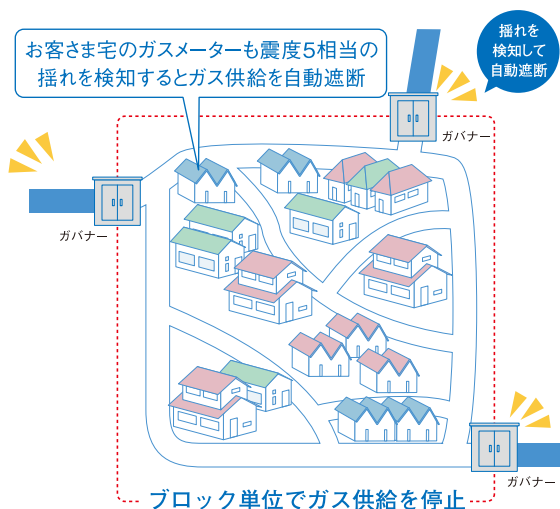 お客さま宅のガスメーターも震度5相当の
揺れを検知するとガス供給を自動遮断
揺れを
検知して
自動遮断
ガバナー
ガバナー
ガバナー
ブロック単位でガス供給を停止